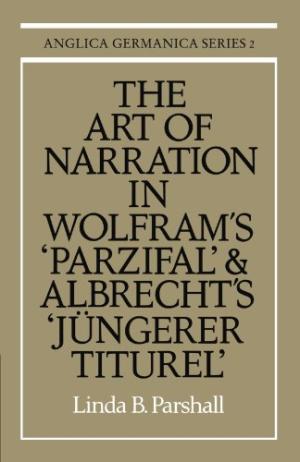 ANGLICA GERMANICA SERIES 2
THE
ART OF
NARRATION
IN
WOLFRAM'S
'PARZIFAL' &
ALBRECHT'S
'JÜNGERER
TITUREL'
Linda B. Parshall